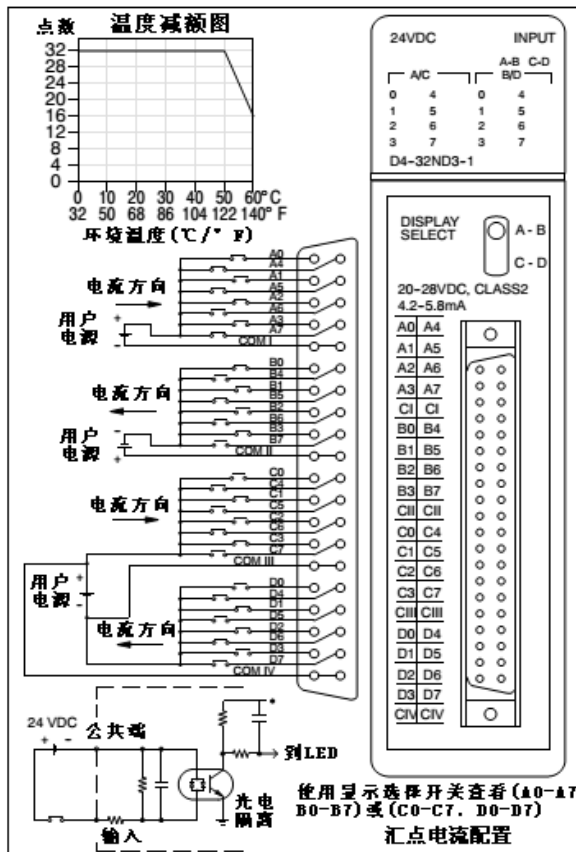 点数 温度减额图
32
28
24
20
16
12
8
4
0
0 10 20 30 40 50 60°C
32 50 68 86 104 122 140° F
环境温度(℃/° F)
电流方向
用户
电源
+
-
A0
A4
A1
A5
A2
A6
A3
A7
COM I
电流方向
用户
电源
-
+
B0
B4
B1
B5
B2
B6
B3
B7
COM II
电流方向
C0
C4
C1
C5
C2
C6
C3
C7
COM III
用户
电源
+
-
电流方向
D0
D4
D1
D5
D2
D6
D3
D7
COM IV
24 VDC
+ -
公共端
输入
光电
隔离
到LED
+
24VDC INPUT
A-B C-D
A/C B/D
0 4 0 4
1 5 1 5
2 6 2 6
3 7 3 7
D4-32ND3-1
DISPLAY
SELECT
A - B
C - D
20-28VDC, CLASS2
4.2-5.8mA
A0 A4
A1 A5
A2 A6
A3 A7
CI CI
B0 B4
B1 B5
B2 B6
B3 B7
CII CII
C0 C4
C1 C5
C2 C6
C3 C7
CIII CIII
D0 D4
D1 D5
D2 D6
D3 D7
CIV CIV
使用显示选择开关查看(A0-A7
B0-B7)或(C0-C7. D0-D7)
汇点电流配置